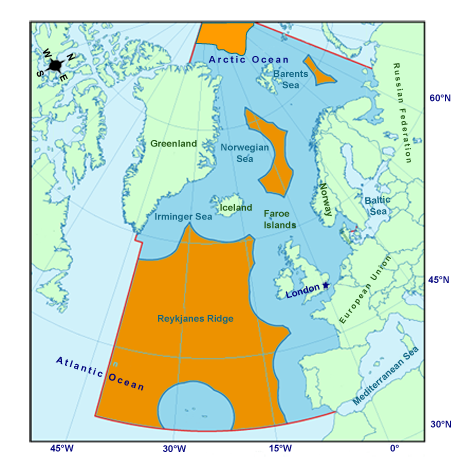 N
W
E
S
Arctic Ocean
Barents
Sea
Russian Federation
60°N
Greenland
Norwegian
Sea
Norway
Baltic
Sea
Iceland
Irminger Sea
Faroe
Islands
European Union
45°N
London
Reykjanes Ridge
Atlantic Ocean
Mediterranean Sea
30°N
45°W
30°W
15°W
0°